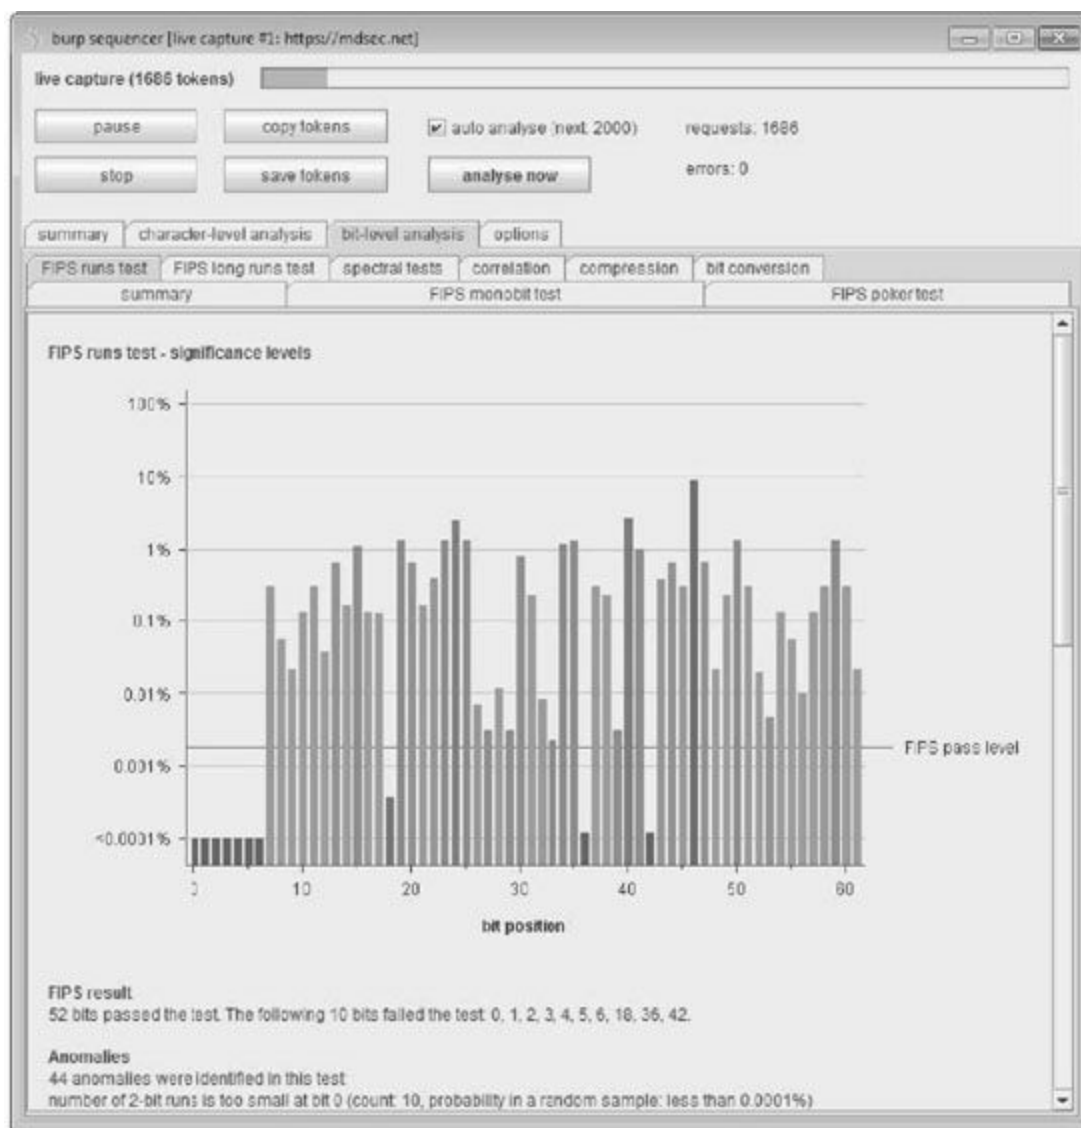 burp sequencer [live capture #1: https://mdsec.net]
live capture (1686 tokens)
pause
copy tokens
auto analyse (next 2000)
requests: 1686
stop
save tokens
analyse now
errors: 0
summary
character-level analysis
bit-level analysis
options
FIPS runs test
FIPS long runs test
spectral tests
correlation
compression
bit conversion
summary
FIPS monobit test
FIPS poker test
FIPS runs test - significance levels
100%
10%
1%
0.1%
0.01%
FIPS pass level
0.001%
<0.0001%
0
10
20
30
40
50
60
bit position
FIPS result
52 bits passed the test. The following 10 bits failed the test: 0, 1, 2, 3, 4, 5, 6, 18, 36, 42.
Anomalies
44 anomalies were identified in this test
number of 2-bit runs is too small at bit 0 (count: 10, probability in a random sample: less than 0.0001%)